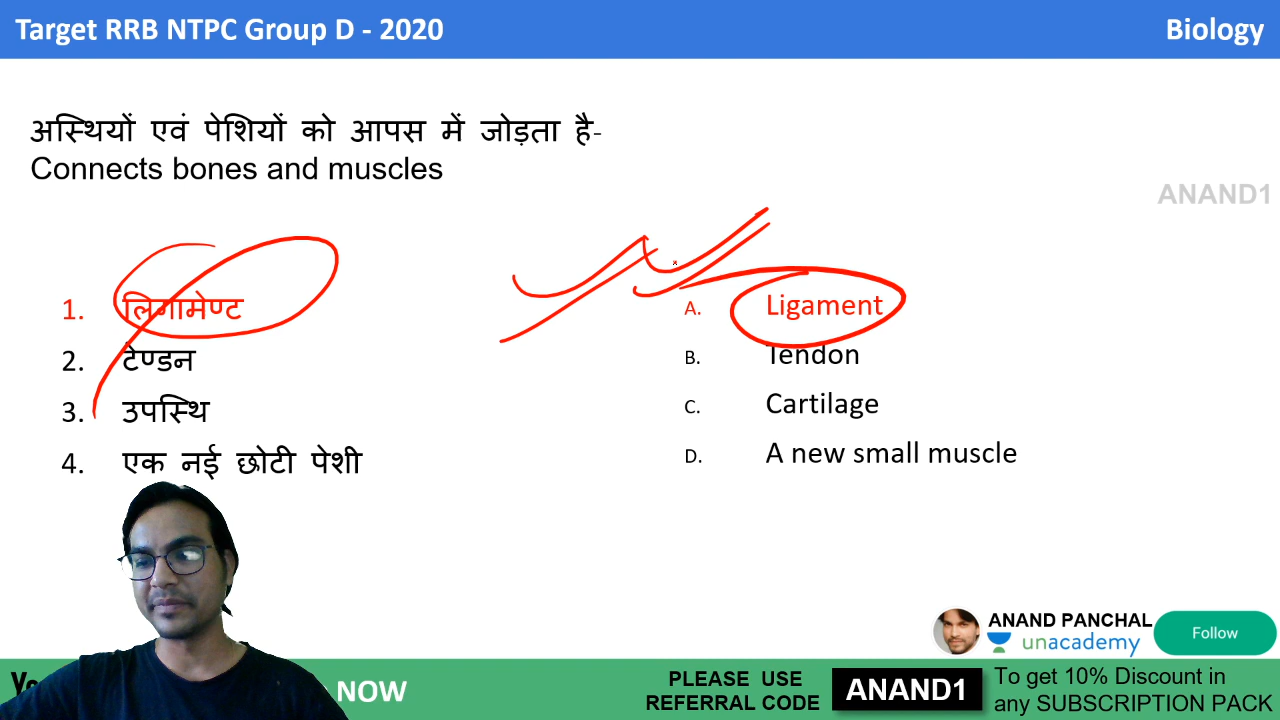 Target RRB NTPC Group D - 2020
Biology
अस्थियों एवं पेशियों को आपस में जोड़ता है-
Connects bones and muscles
ANAND1
1. लिगामेण्ट
2. टेण्डन
3. उपस्थि
4. एक नई छोटी पेशी
A. Ligament
B. Tendon
C. Cartilage
D. A new small muscle
ANAND PANCHAL
unacademy
Follow
NOW
PLEASE USE
REFERRAL CODE
ANAND1
To get 10% Discount in
any SUBSCRIPTION PACK